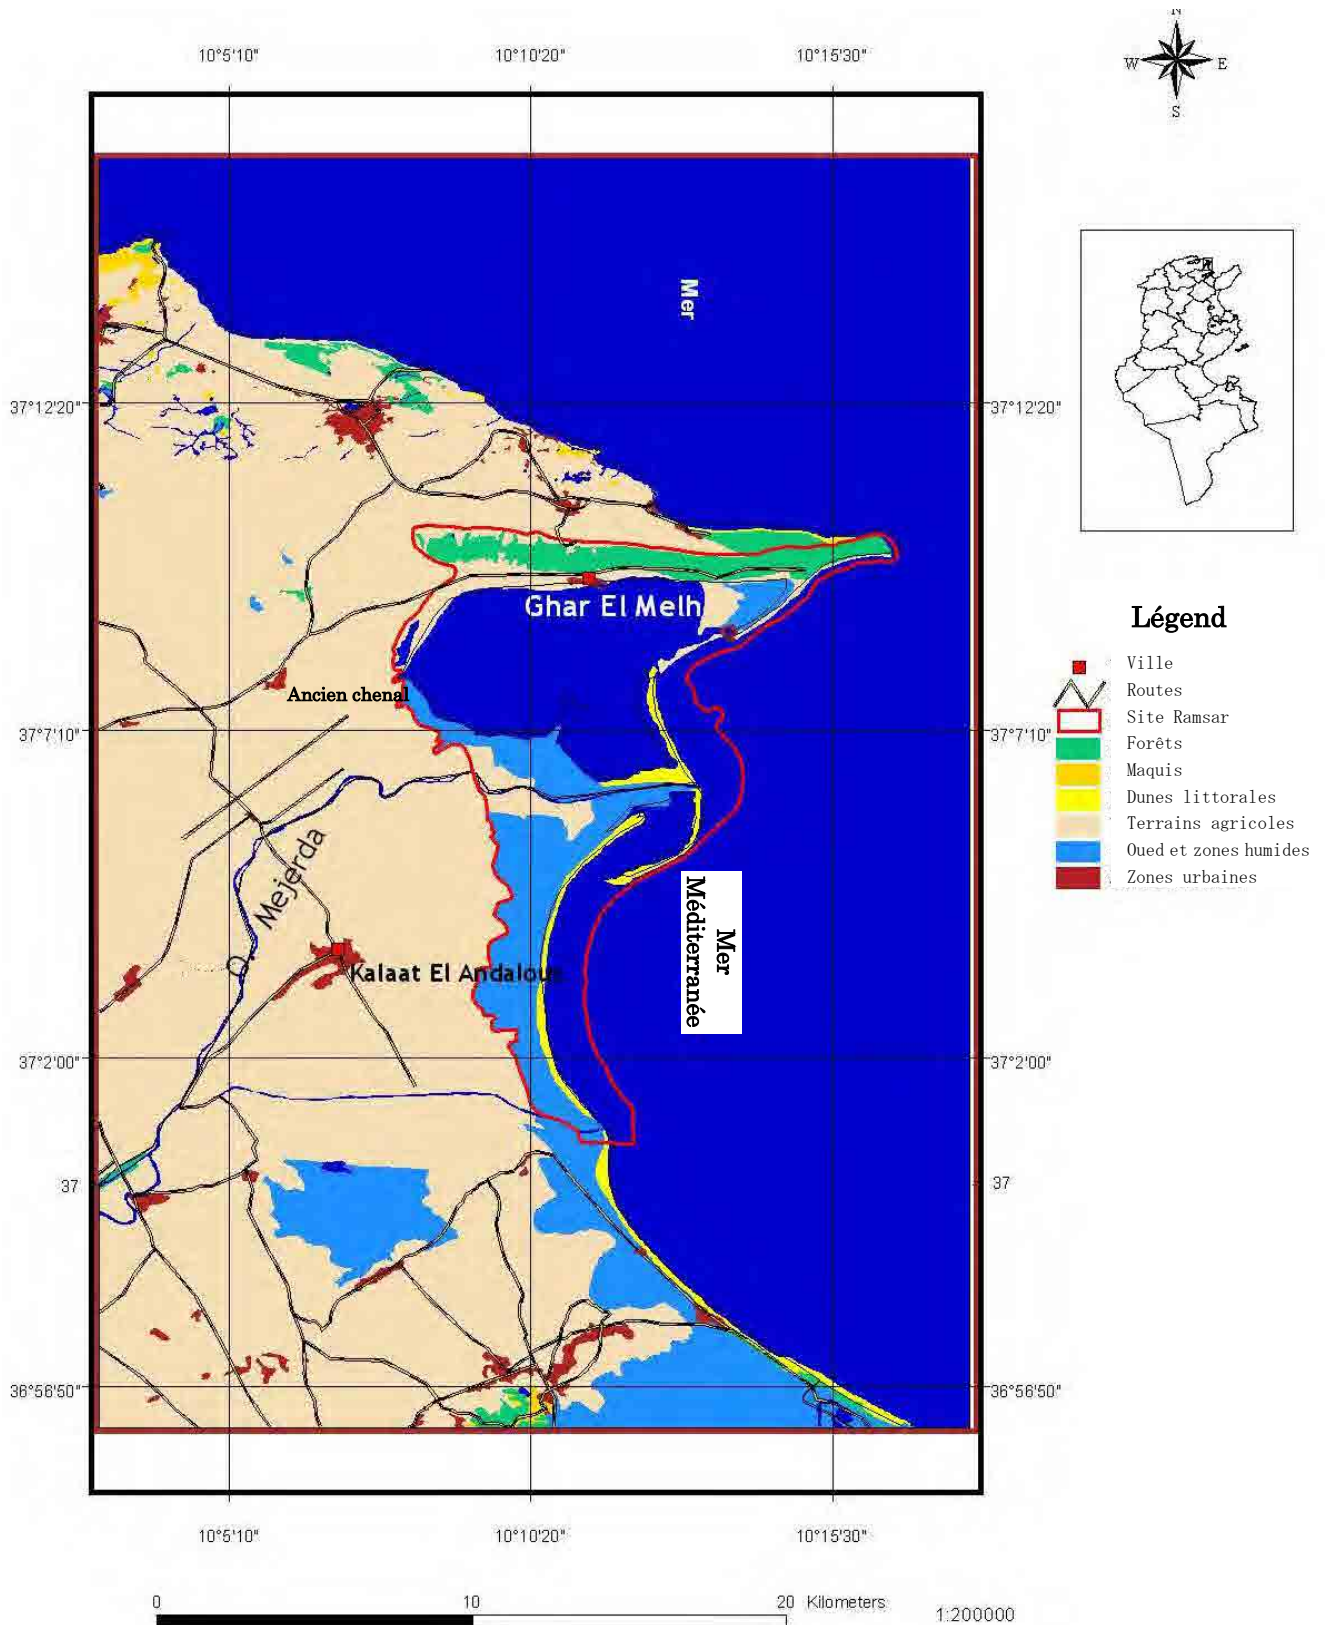 N
W E
S
10°5'10" 10°10'20" 10°15'30"
Mer
37°12'20" 37°12'20"
Ghar El Melh
Ancien chenal
37°7'10" 37°7'10"
O. Mejerda
Mer
Méditerranée
Kalaat El Andalous
37°2'00" 37°2'00"
37 37
36°56'50" 36°56'50"
10°5'10" 10°10'20" 10°15'30"
Légend
Ville
Routes
Site Ramsar
Forêts
Maquis
Dunes littorales
Terrains agricoles
Oued et zones humides
Zones urbaines
0 10 20 Kilometers
1:200000